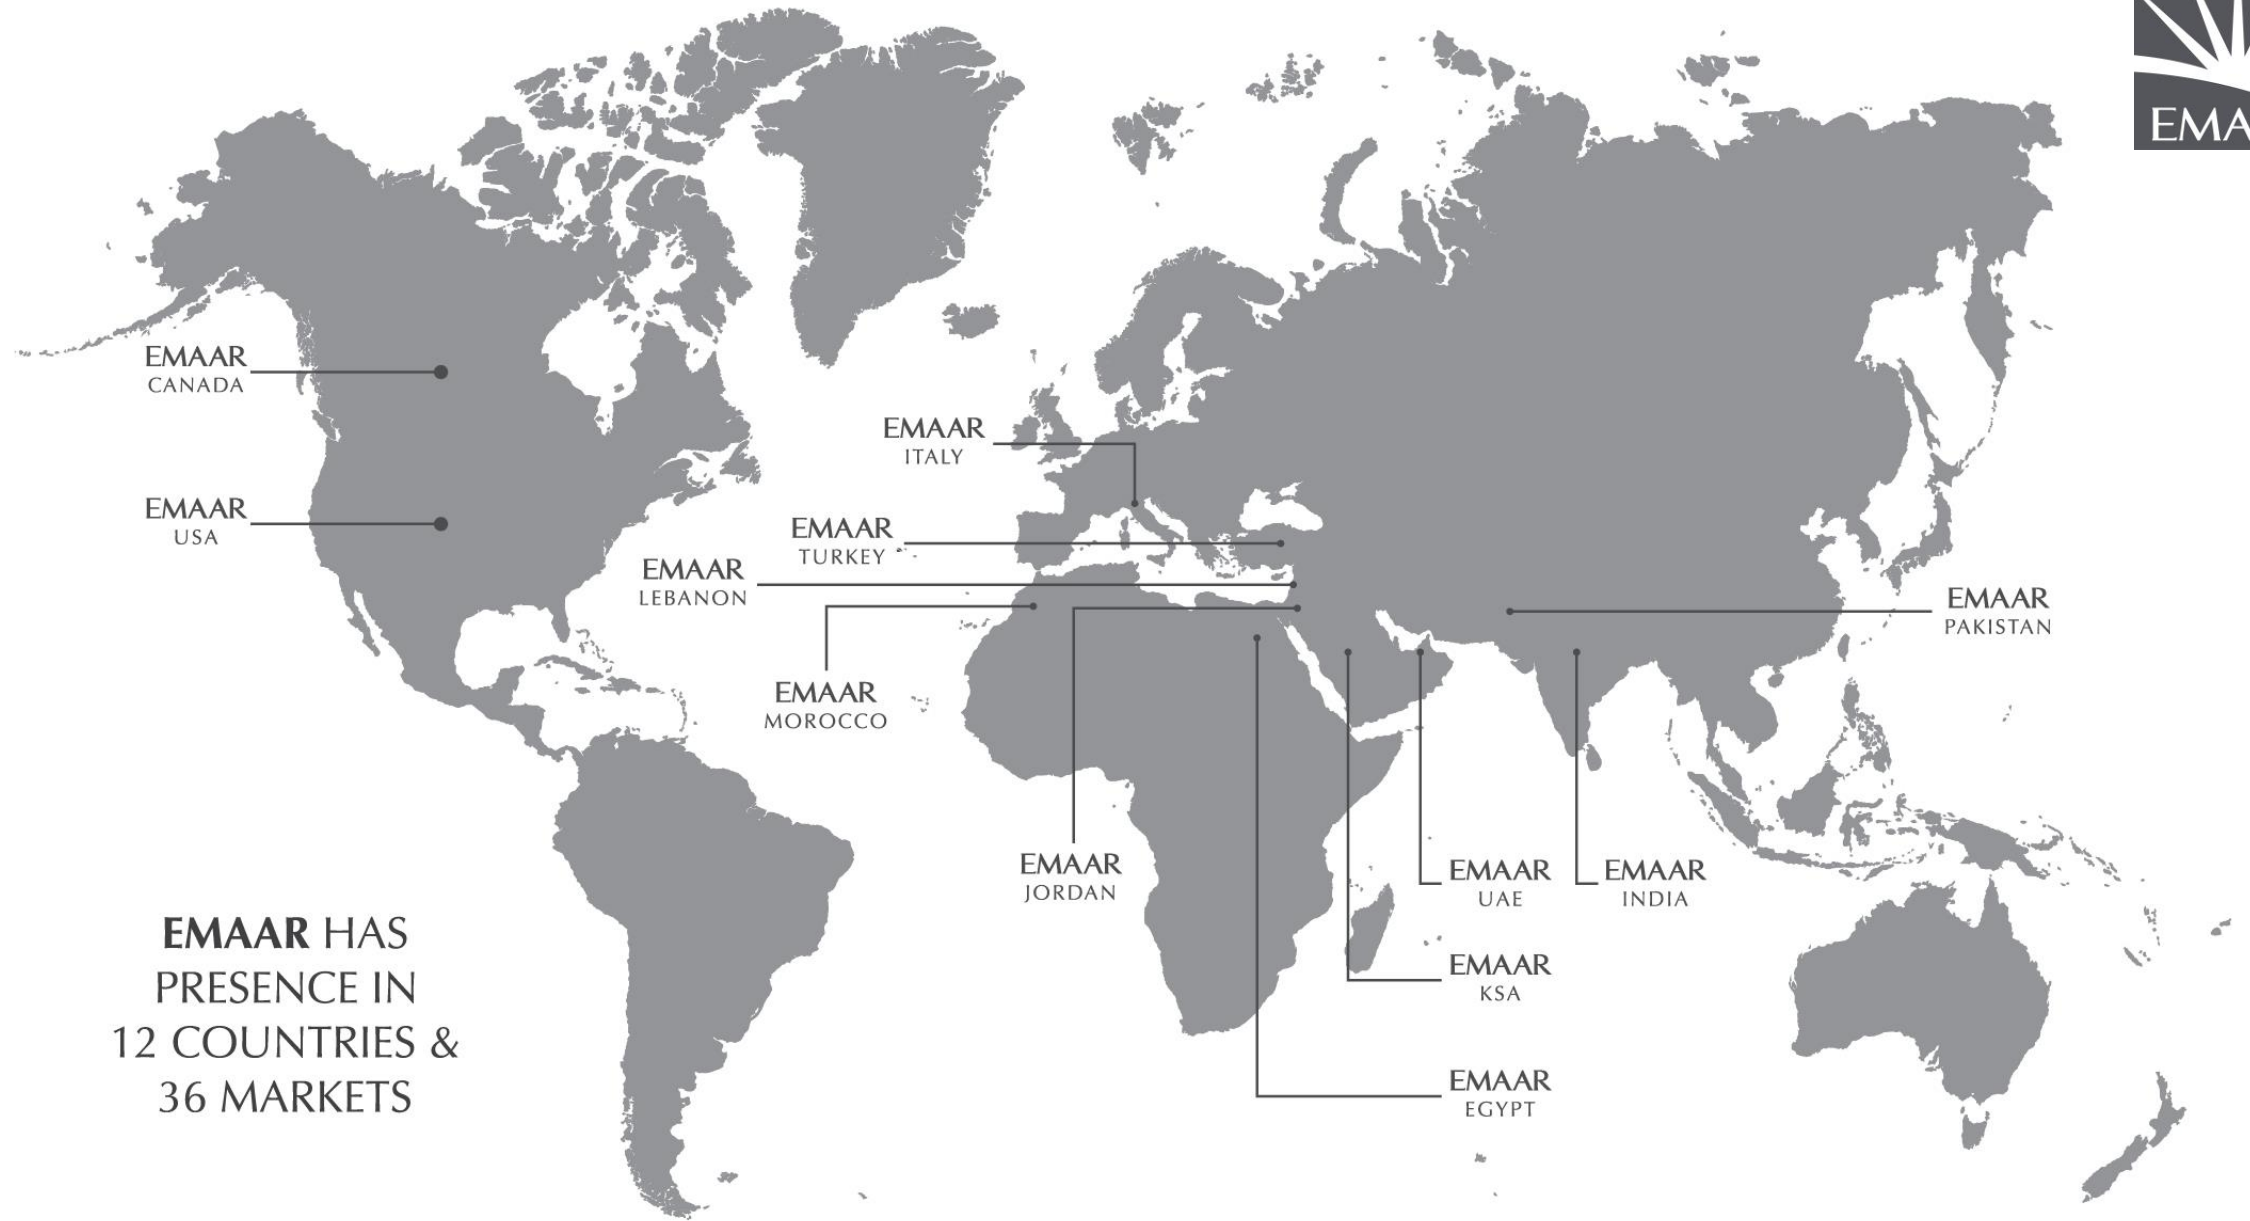 EMA
EMAAR
CANADA
EMAAR
ITALY
EMAAR
USA
EMAAR
TURKEY
EMAAR
LEBANON
EMAAR
PAKISTAN
EMAAR
MOROCCO
EMAAR
JORDAN
EMAAR
UAE
EMAAR
INDIA
EMAAR
KSA
EMAAR
EGYPT
EMAAR HAS
PRESENCE IN
12 COUNTRIES &
36 MARKETS